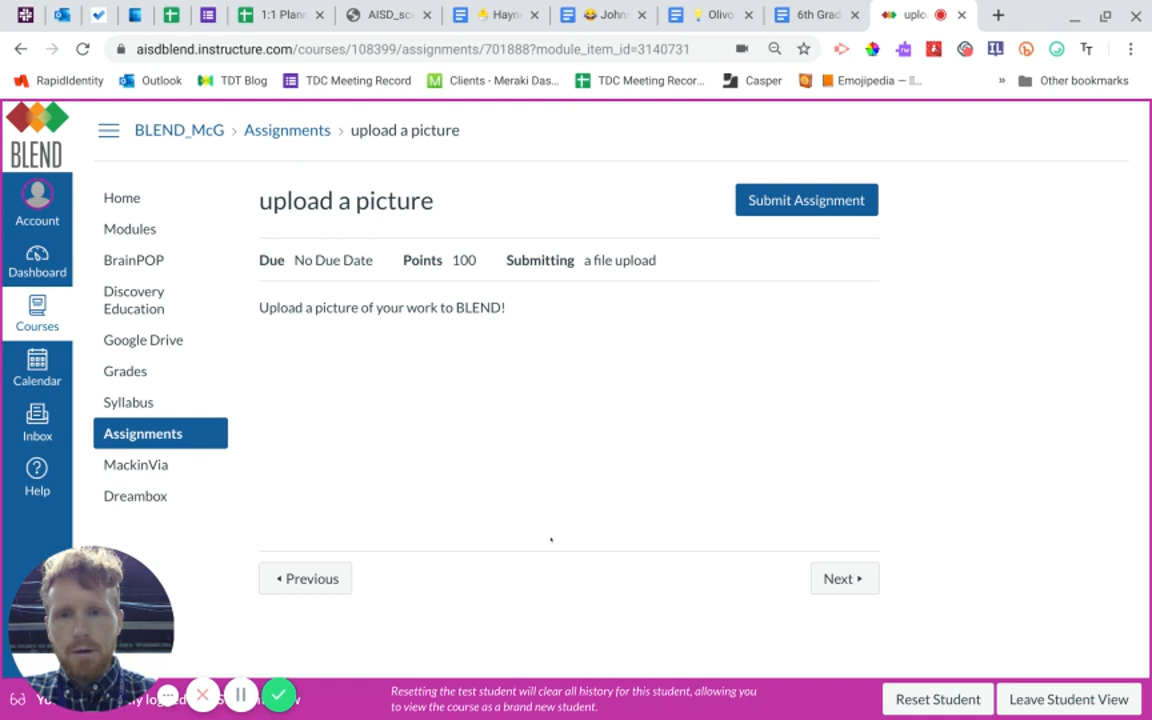 1:1 Plann
AISD_sc
Hayn
John
Olivo
6th Grad
uplo
aisdblend.instructure.com/courses/108399/assignments/701888?module_item_id=3140731
RapidIdentity
Outlook
TDT Blog
TDC Meeting Record
Clients - Meraki Das...
TDC Meeting Recor...
Casper
Emojipedia — I...
»
Other bookmarks
BLEND
BLEND_McG › Assignments › upload a picture
Account
Dashboard
Courses
Calendar
Inbox
Help
Home
Modules
BrainPOP
Discovery
Education
Google Drive
Grades
Syllabus
Assignments
MackinVia
Dreambox
upload a picture
Submit Assignment
Due No Due Date Points 100 Submitting a file upload
Upload a picture of your work to BLEND!
Previous
Next
Resetting the test student will clear all history for this student, allowing you
to view the course as a brand new student.
Reset Student
Leave Student View